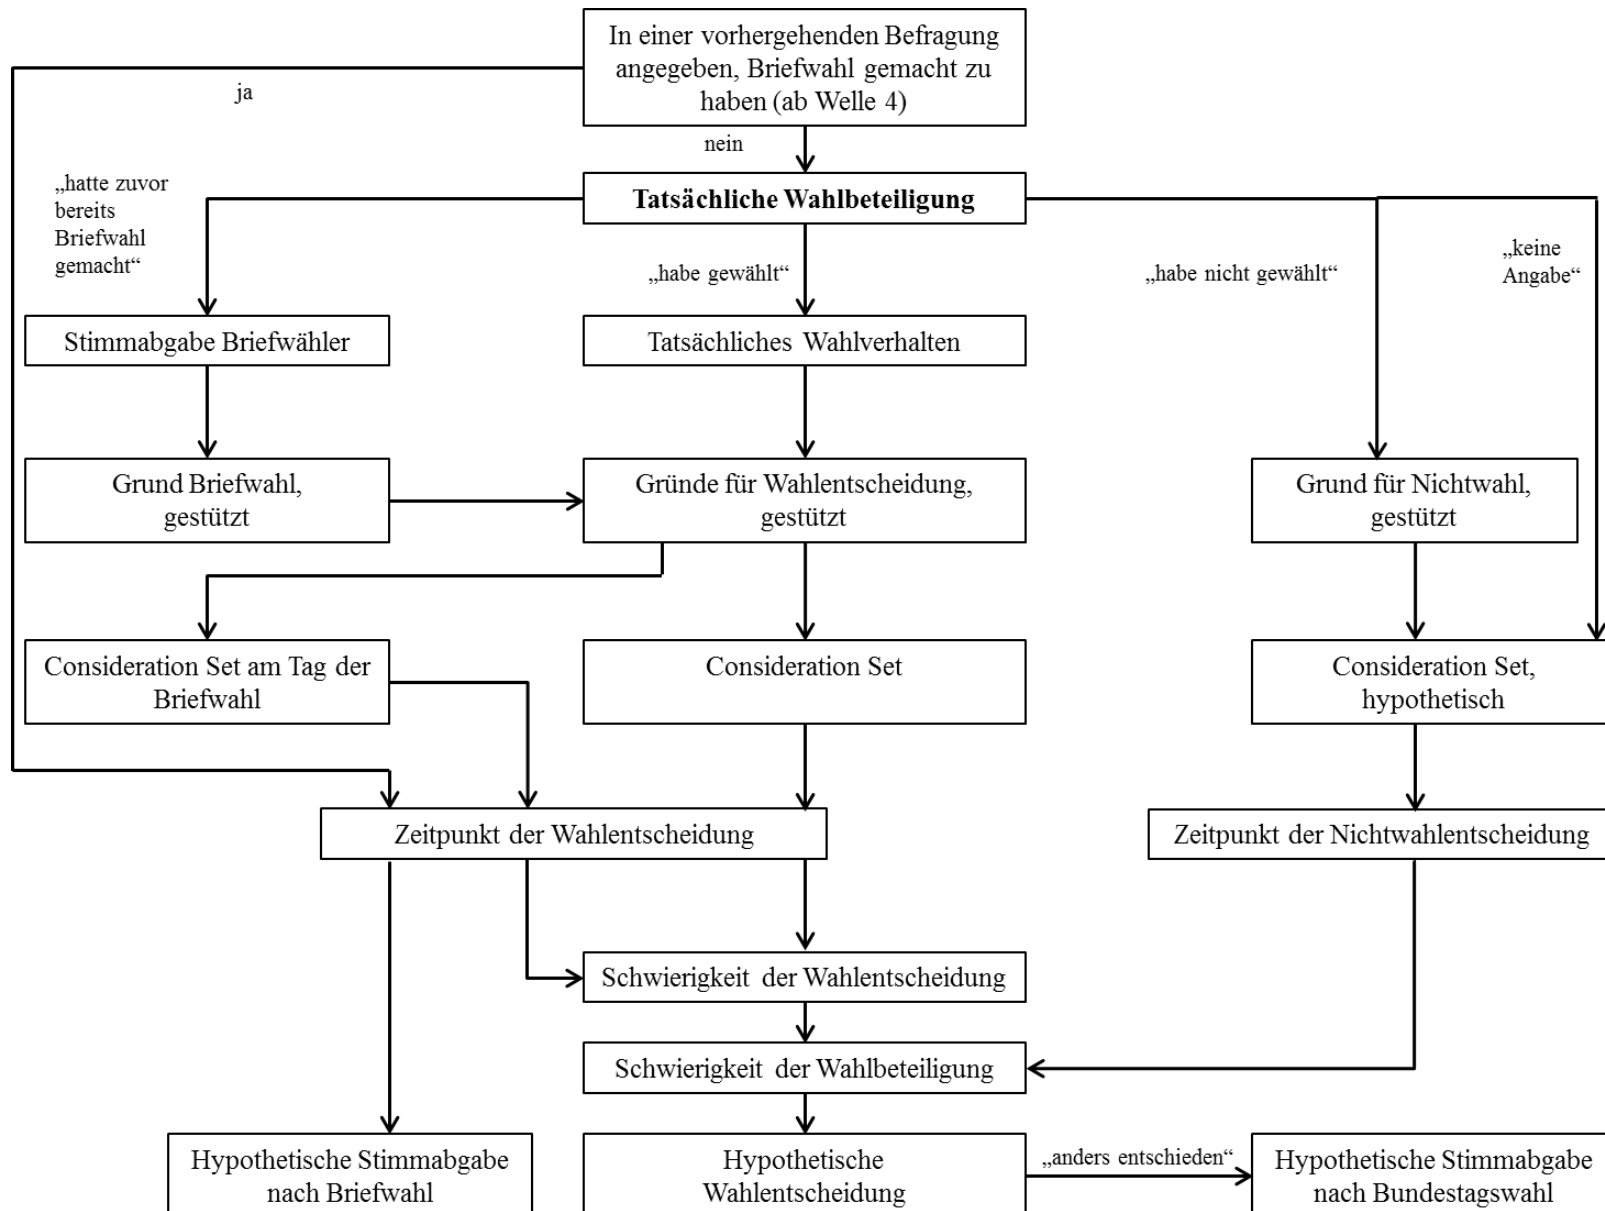 In einer vorhergehenden Befragung
angegeben, Briefwahl gemacht zu
haben (ab Welle 4)
ja
nein
„hatte zuvor
bereits
Briefwahl
gemacht“
Tatsächliche Wahlbeteiligung
„habe gewählt“
„habe nicht gewählt“
„keine
Angabe“
Stimmabgabe Briefwähler
Tatsächliches Wahlverhalten
Grund Briefwahl,
gestützt
Gründe für Wahlentscheidung,
gestützt
Grund für Nichtwahl,
gestützt
Consideration Set am Tag der
Briefwahl
Consideration Set
Consideration Set,
hypothetisch
Zeitpunkt der Wahlentscheidung
Zeitpunkt der Nichtwahlentscheidung
Schwierigkeit der Wahlentscheidung
Schwierigkeit der Wahlbeteiligung
Hypothetische Stimmabgabe
nach Briefwahl
Hypothetische
Wahlentscheidung
„anders entschieden“
Hypothetische Stimmabgabe
nach Bundestagswahl